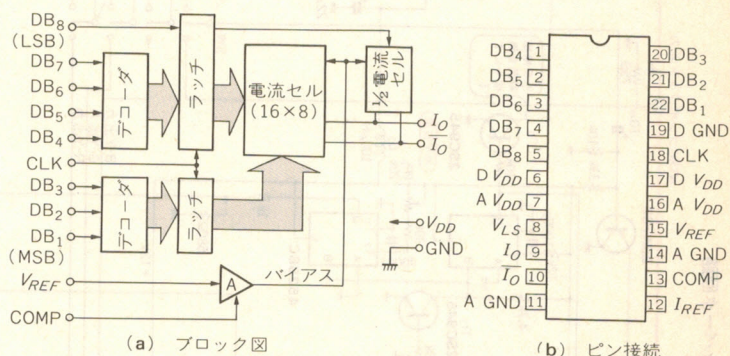 DB8
(LSB)
DB7
DB6
DB5
DB4
CLK
DB3
DB2
DB1
(MSB)
VREF
COMP
デコーダ
デコーダ
ラッチ
ラッチ
電流セル
(16×8)
½電流
セル
IO
IO
VDD
GND
A
バイアス
(a) ブロック図
DB4 1
DB5 2
DB6 3
DB7 4
DB8 5
D VDD 6
A VDD 7
VLS 8
IO 9
IO 10
A GND 11
20 DB3
21 DB2
22 DB1
19 D GND
18 CLK
17 D VDD
16 A VDD
15 VREF
14 A GND
13 COMP
12 IREF
(b) ピン接続